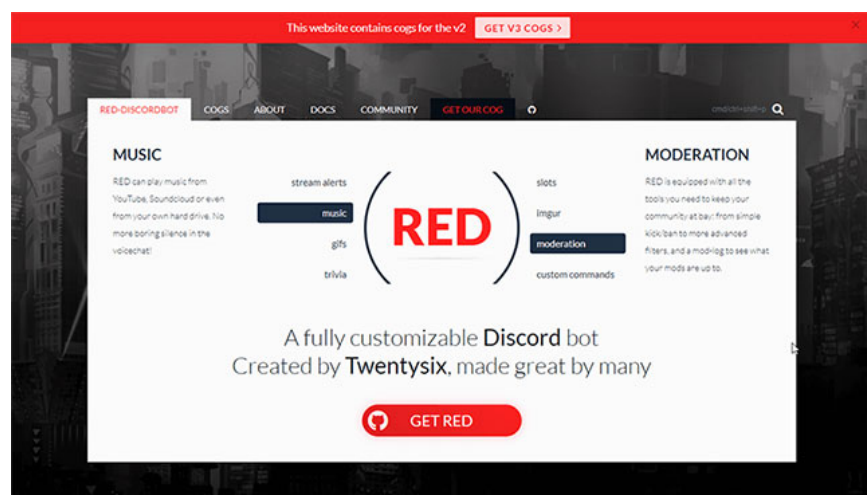 This website contains cogs for the v2 GET V3 COGS >
RED-DISCORDBOT COGS ABOUT DOCS COMMUNITY GET OUR COG cmd/ctrl+shift+p
MUSIC
RED can play music from
YouTube, Soundcloud or even
from your own hard drive. No
more boring silence in the
voicechat!
stream alerts
music
gifs
trivia
RED
slots
imgur
moderation
custom commands
MODERATION
RED is equipped with all the
tools you need to keep your
community at bay: from simple
kick/ban to more advanced
filters, and a mod-log to see what
your mods are up to.
A fully customizable Discord bot
Created by Twentysix, made great by many
GET RED